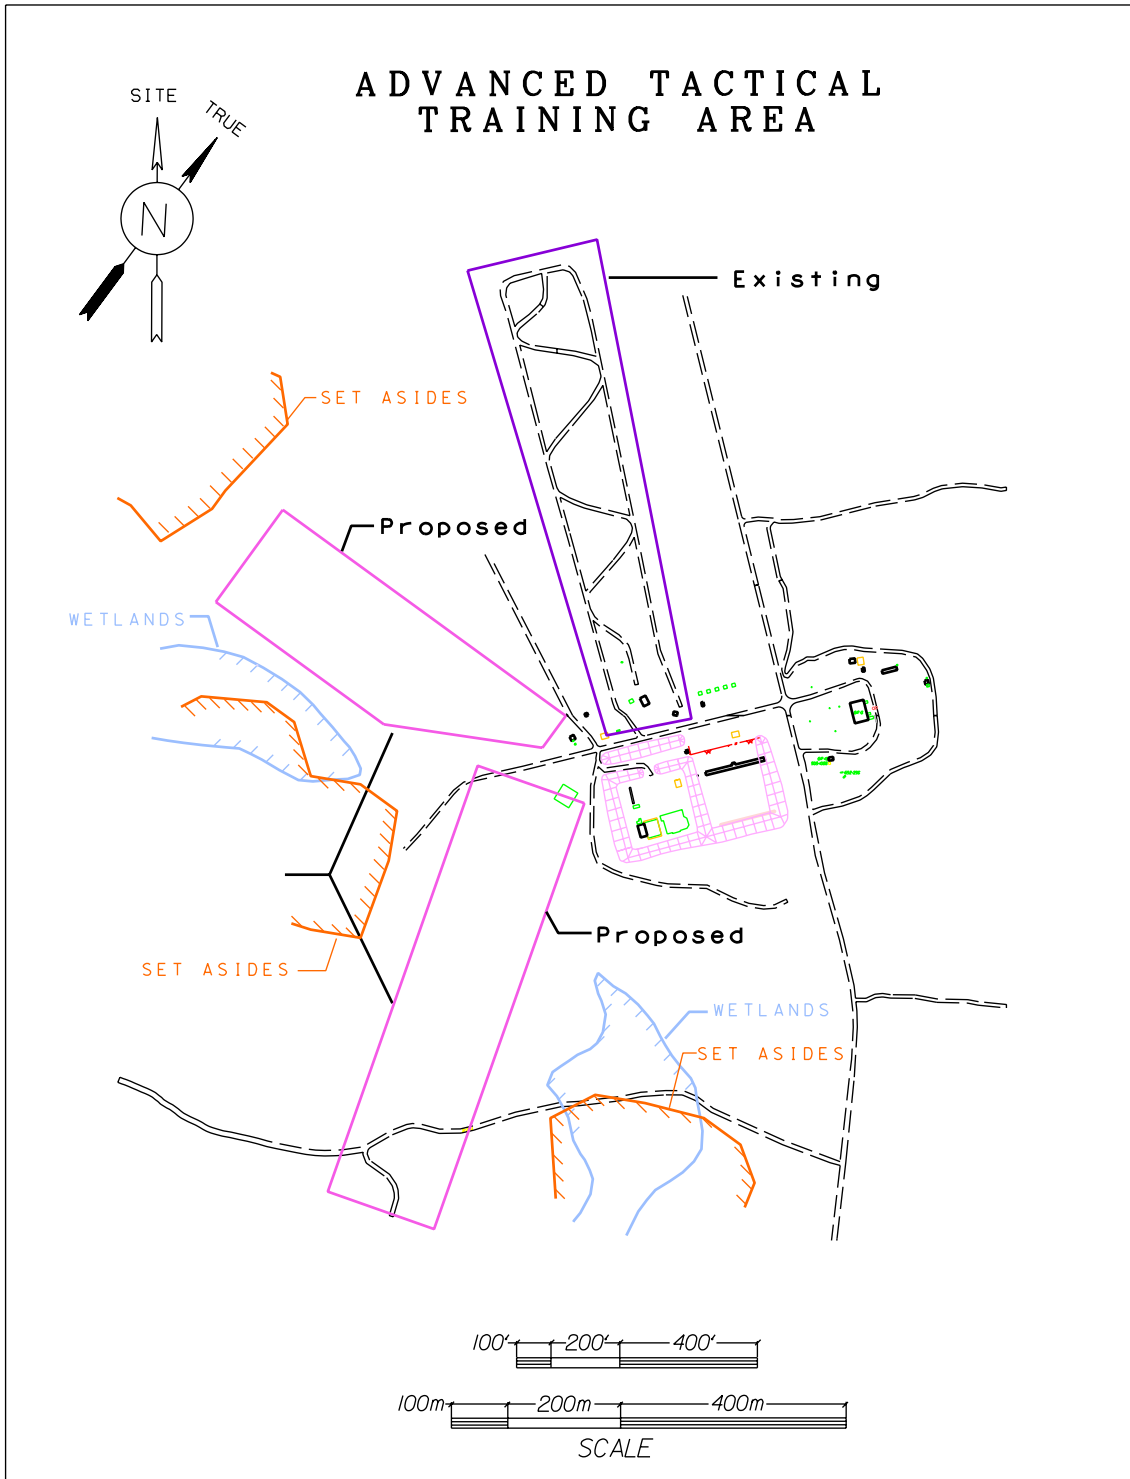 ADVANCED TACTICAL
TRAINING AREA
SITE
TRUE
N
Existing
SET ASIDES
Proposed
WETLANDS
Proposed
SET ASIDES
WETLANDS
SET ASIDES
100' 200' 400'
100m 200m 400m
SCALE